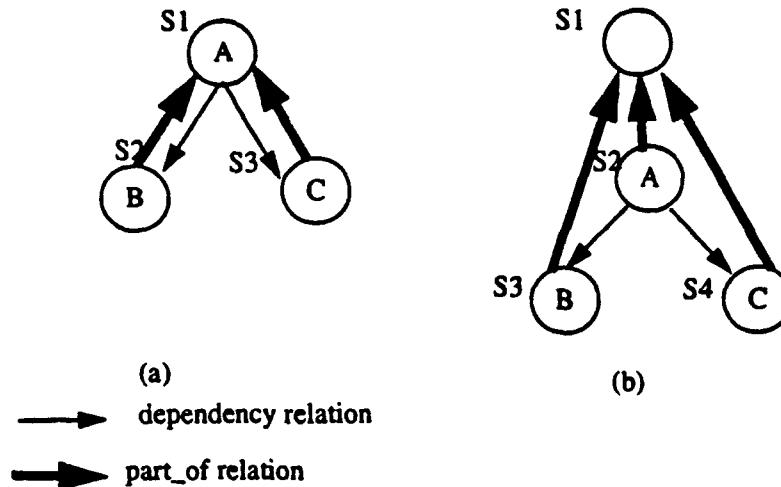 S1
A
S2
S3
B
C
(a)
S1
S2
A
S3
B
S4
C
(b)
dependency relation
part_of relation